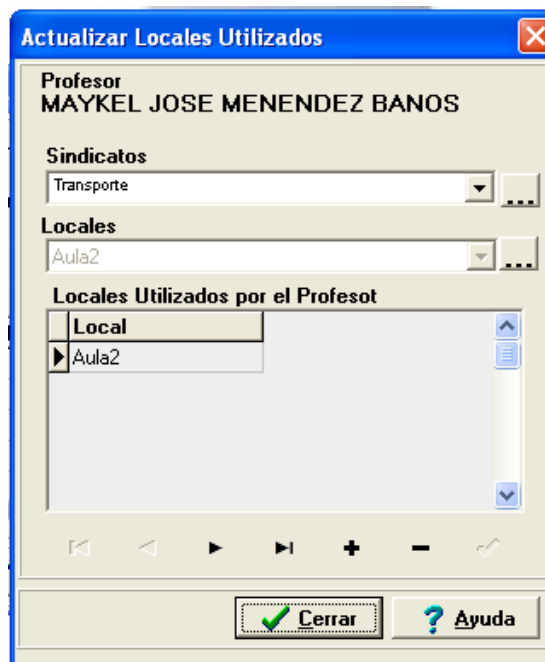 Actualizar Locales Utilizados
Profesor
MAYKEL JOSE MENENDEZ BANOS
Sindicatos
Transporte
...
Locales
Aula2
...
Locales Utilizados por el Profesot
Local
Aula2
Cerrar
? Ayuda